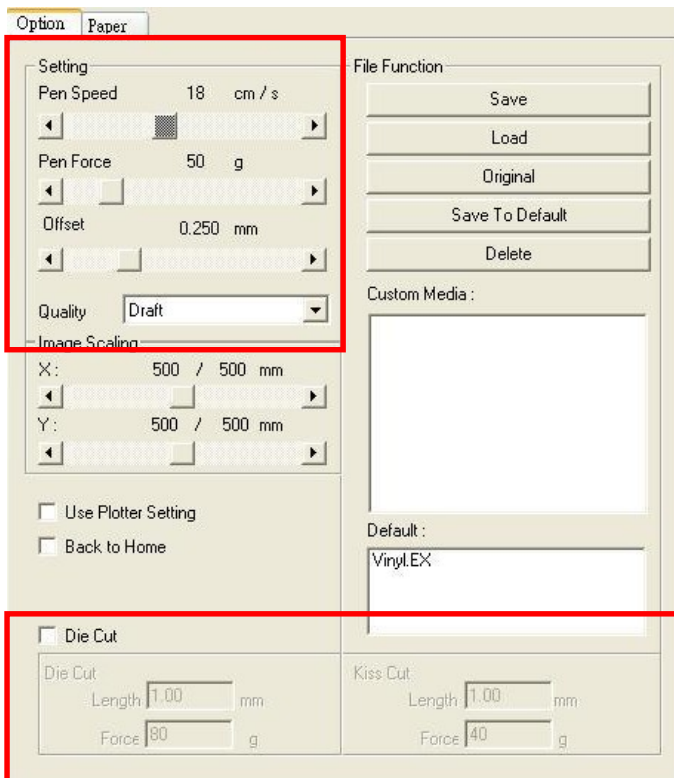 Option Paper
Setting
Pen Speed 18 cm / s
Pen Force 50 g
Offset 0.250 mm
Quality Draft
Image Scaling
X : 500 / 500 mm
Y : 500 / 500 mm
Use Plotter Setting
Back to Home
File Function
Save
Load
Original
Save To Default
Delete
Custom Media :
Default :
Vinyl.EX
Die Cut
Die Cut
Length 1.00 mm
Force 80 g
Kiss Cut
Length 1.00 mm
Force 40 g